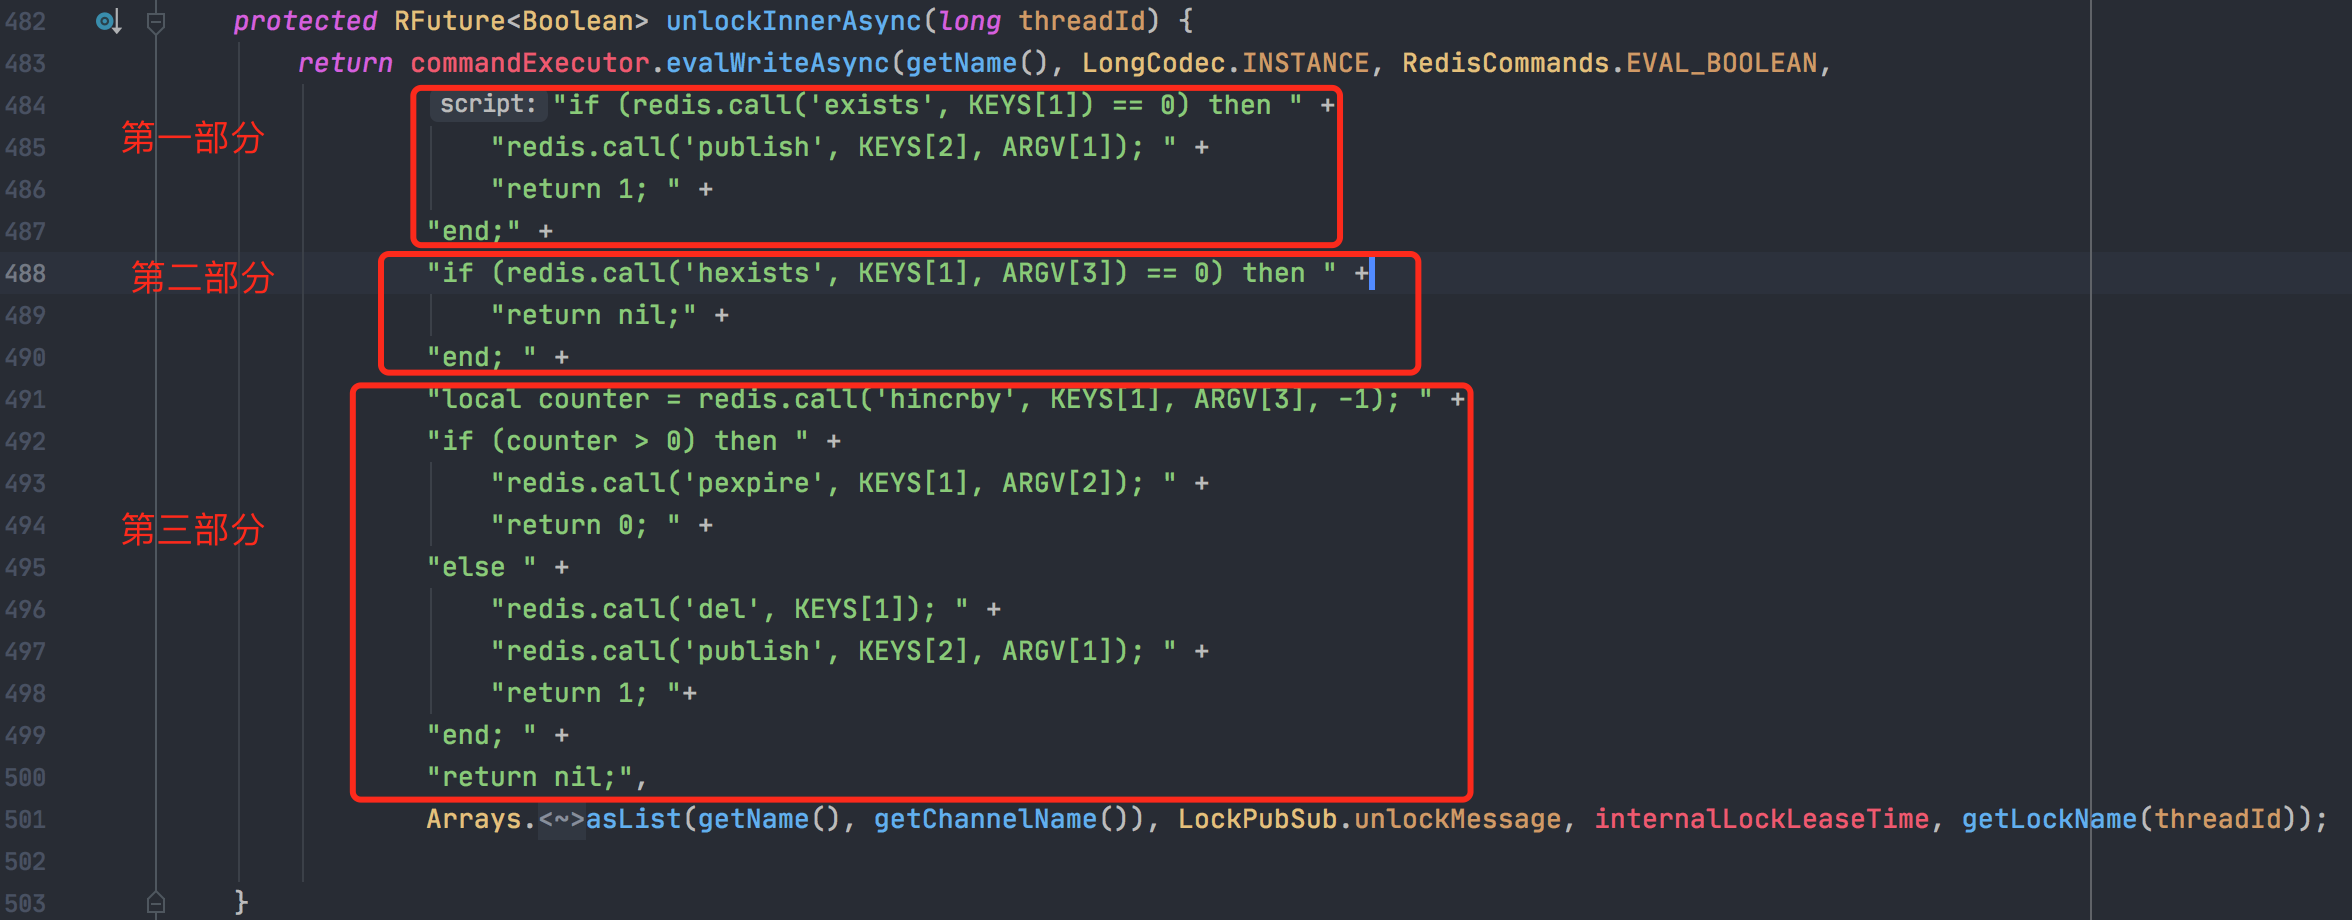 482 protected RFuture<Boolean> unlockInnerAsync(long threadId) {
483 return commandExecutor.evalWriteAsync(getName(), LongCodec.INSTANCE, RedisCommands.EVAL_BOOLEAN,
484 script: "if (redis.call('exists', KEYS[1]) == 0) then " +
第一部分
485 "redis.call('publish', KEYS[2], ARGV[1]); " +
486 "return 1; " +
487 "end;" +
488 第二部分 "if (redis.call('hexists', KEYS[1], ARGV[3]) == 0) then " +
489 "return nil;" +
490 "end; " +
491 "local counter = redis.call('hincrby', KEYS[1], ARGV[3], -1); " +
492 "if (counter > 0) then " +
493 "redis.call('pexpire', KEYS[1], ARGV[2]); " +
494 第三部分 "return 0; " +
495 "else " +
496 "redis.call('del', KEYS[1]); " +
497 "redis.call('publish', KEYS[2], ARGV[1]); " +
498 "return 1; "+
499 "end; " +
500 "return nil;",
501 Arrays.<~>asList(getName(), getChannelName()), LockPubSub.unlockMessage, internalLockLeaseTime, getLockName(threadId));
502
503 }